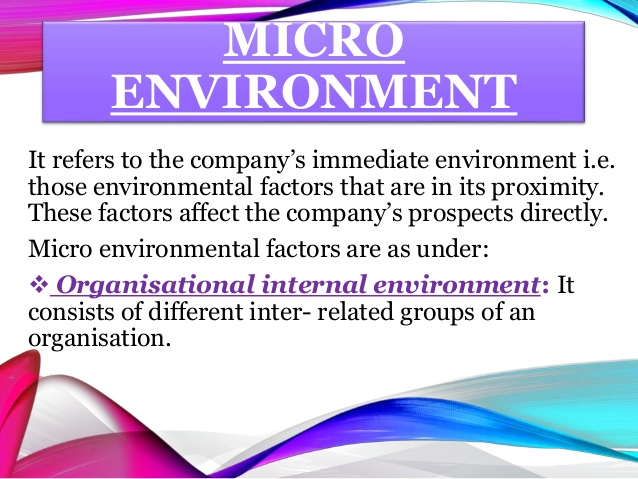 MICRO
ENVIRONMENT
It refers to the company’s immediate environment i.e.
those environmental factors that are in its proximity.
These factors affect the company’s prospects directly.
Micro environmental factors are as under:
❖ Organisational internal environment: It
consists of different inter- related groups of an
organisation.